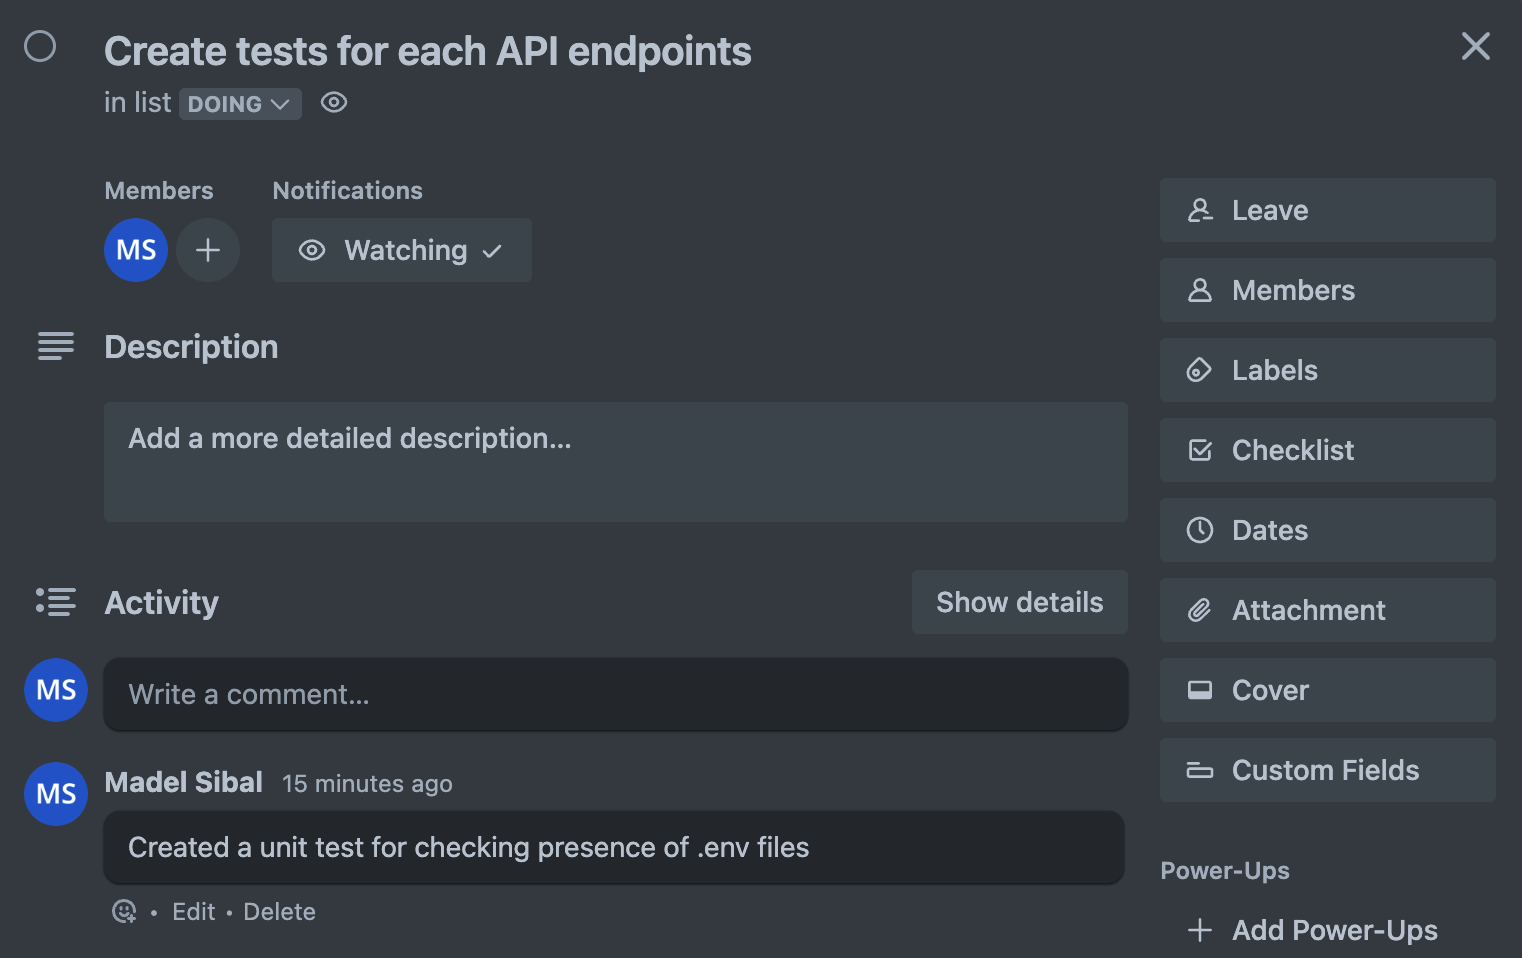 Create tests for each API endpoints
in list DOING
Members
Notifications
MS
Watching
Description
Add a more detailed description...
Activity
Show details
MS
Write a comment...
MS
Madel Sibal 15 minutes ago
Created a unit test for checking presence of .env files
• Edit • Delete
Leave
Members
Labels
Checklist
Dates
Attachment
Cover
Custom Fields
Power-Ups
Add Power-Ups